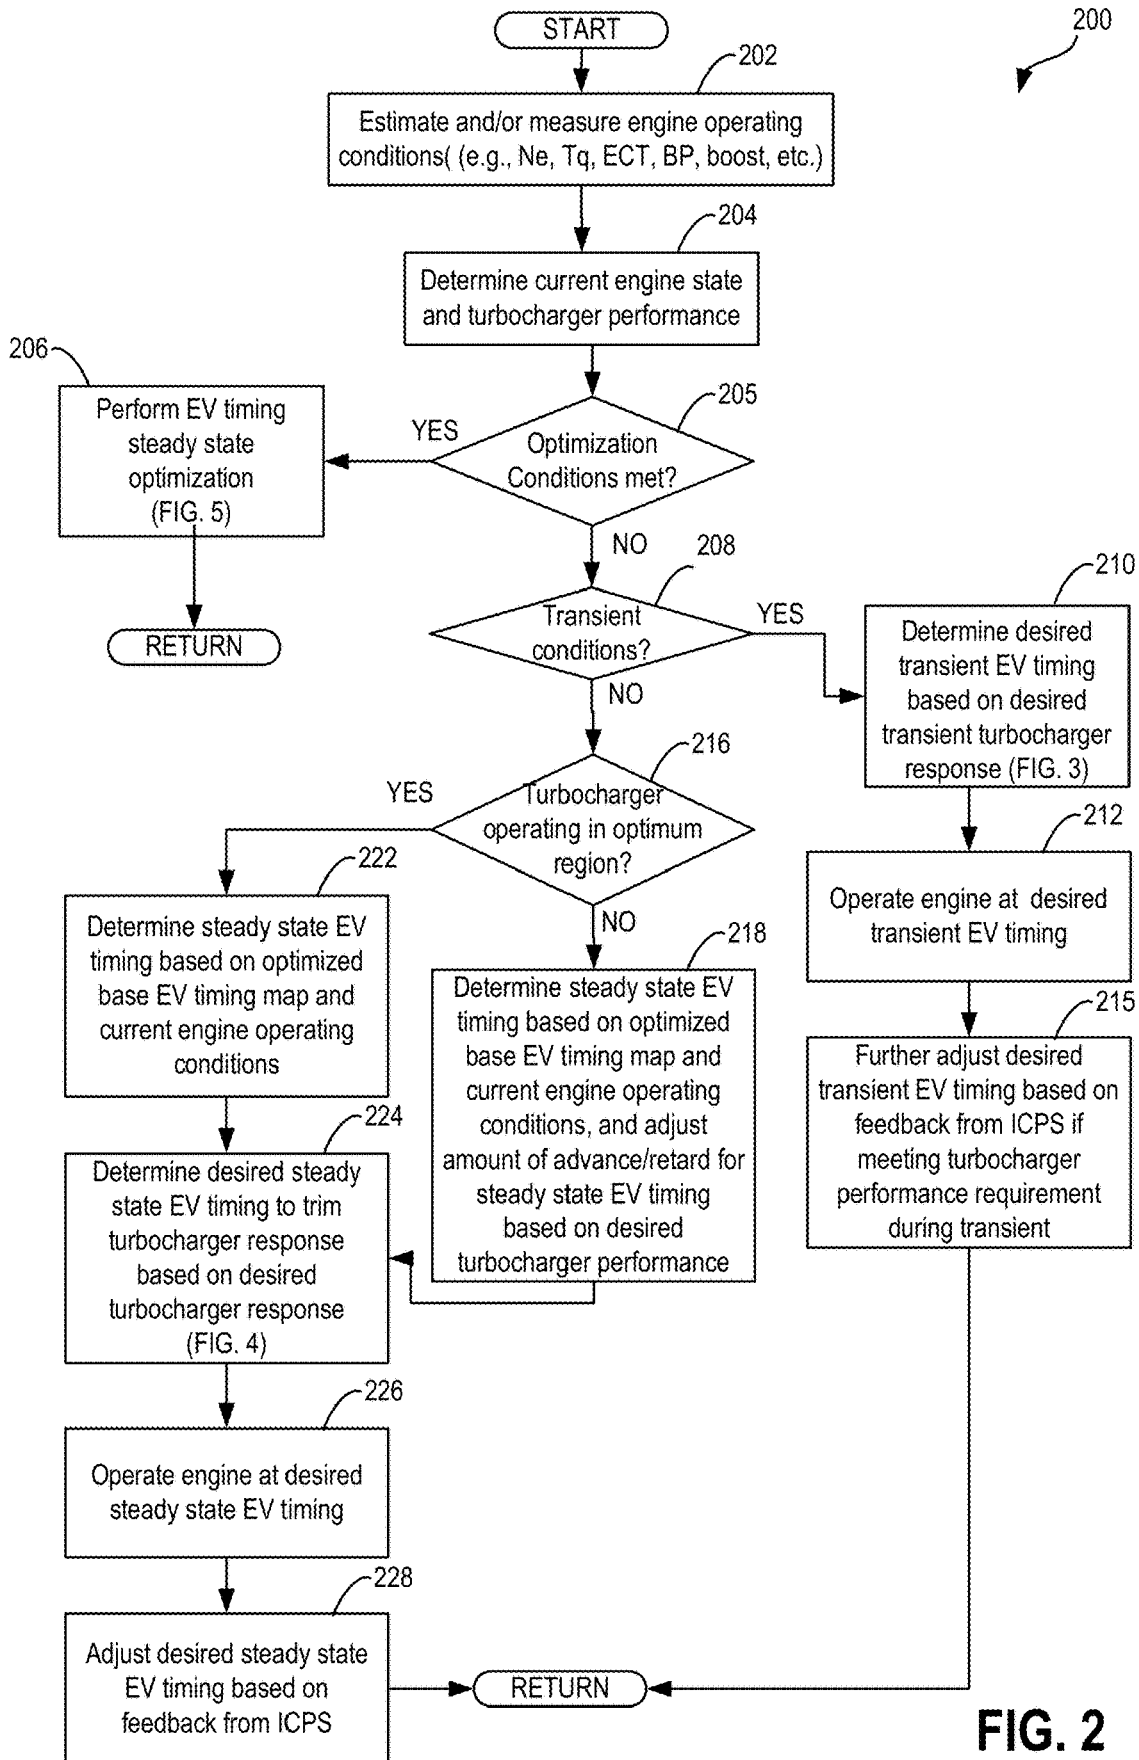 START
200
202
Estimate and/or measure engine operating
conditions( (e.g., Ne, Tq, ECT, BP, boost, etc.)
204
Determine current engine state
and turbocharger performance
206
Perform EV timing
steady state
optimization
(FIG. 5)
YES
205
Optimization
Conditions met?
RETURN
NO
208
Transient
conditions?
YES
210
Determine desired
transient EV timing
based on desired
transient turbocharger
response (FIG. 3)
NO
216
Turbocharger
operating in optimum
region?
YES
212
Operate engine at desired
transient EV timing
222
Determine steady state EV
timing based on optimized
base EV timing map and
current engine operating
conditions
NO
218
Determine steady state EV
timing based on optimized
base EV timing map and
current engine operating
conditions, and adjust
amount of advance/retard for
steady state EV timing
based on desired
turbocharger performance
215
Further adjust desired
transient EV timing based on
feedback from ICPS if
meeting turbocharger
performance requirement
during transient
224
Determine desired steady
state EV timing to trim
turbocharger response
based on desired
turbocharger response
(FIG. 4)
226
Operate engine at desired
steady state EV timing
228
Adjust desired steady state
EV timing based on
feedback from ICPS
RETURN
FIG. 2